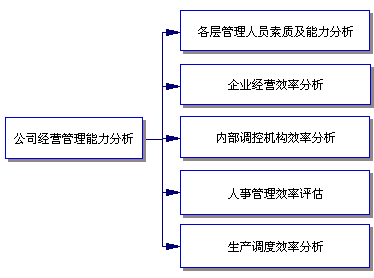 各层管理人员素质及能力分析
企业经营效率分析
公司经营管理能力分析
内部调控机构效率分析
人事管理效率评估
生产调度效率分析